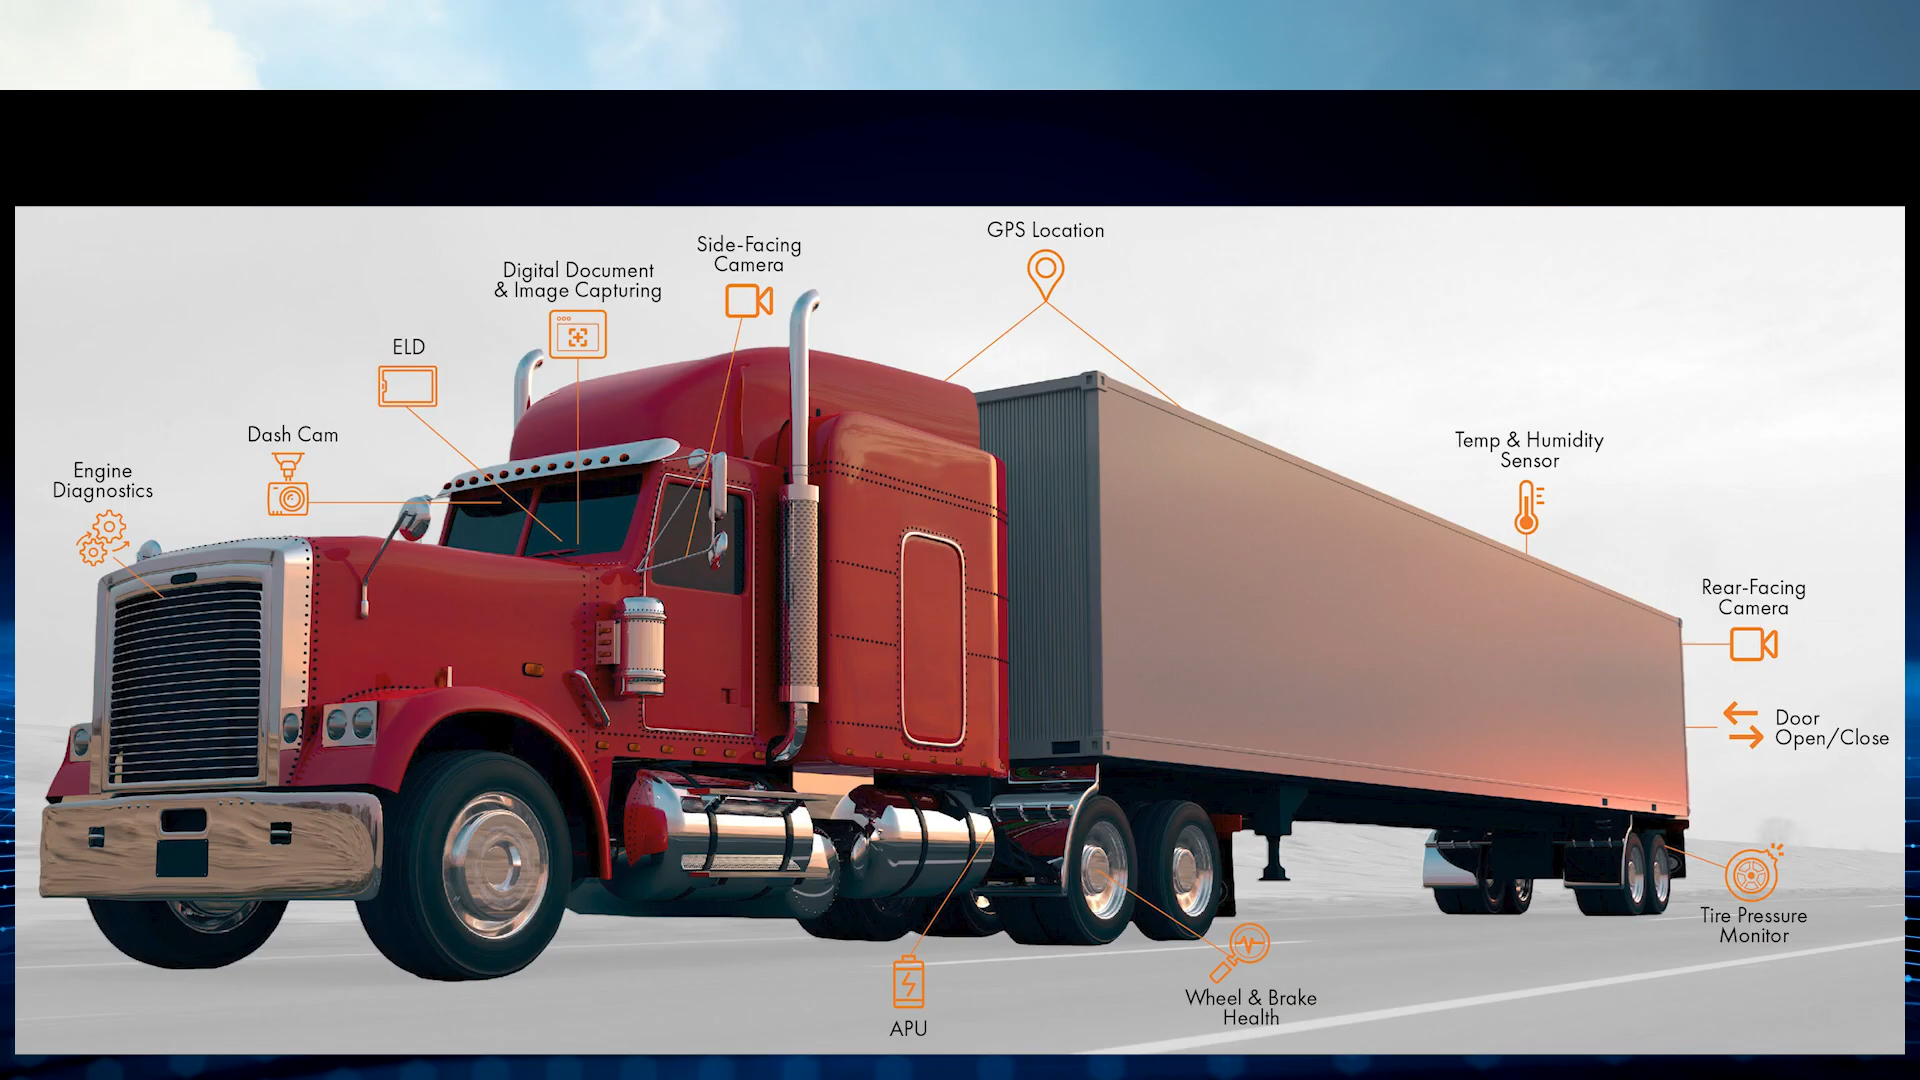 GPS Location
Side-Facing
Camera
Digital Document
& Image Capturing
ELD
Dash Cam
Engine
Diagnostics
Temp & Humidity
Sensor
Rear-Facing
Camera
Door
Open/Close
Tire Pressure
Monitor
Wheel & Brake
Health
APU